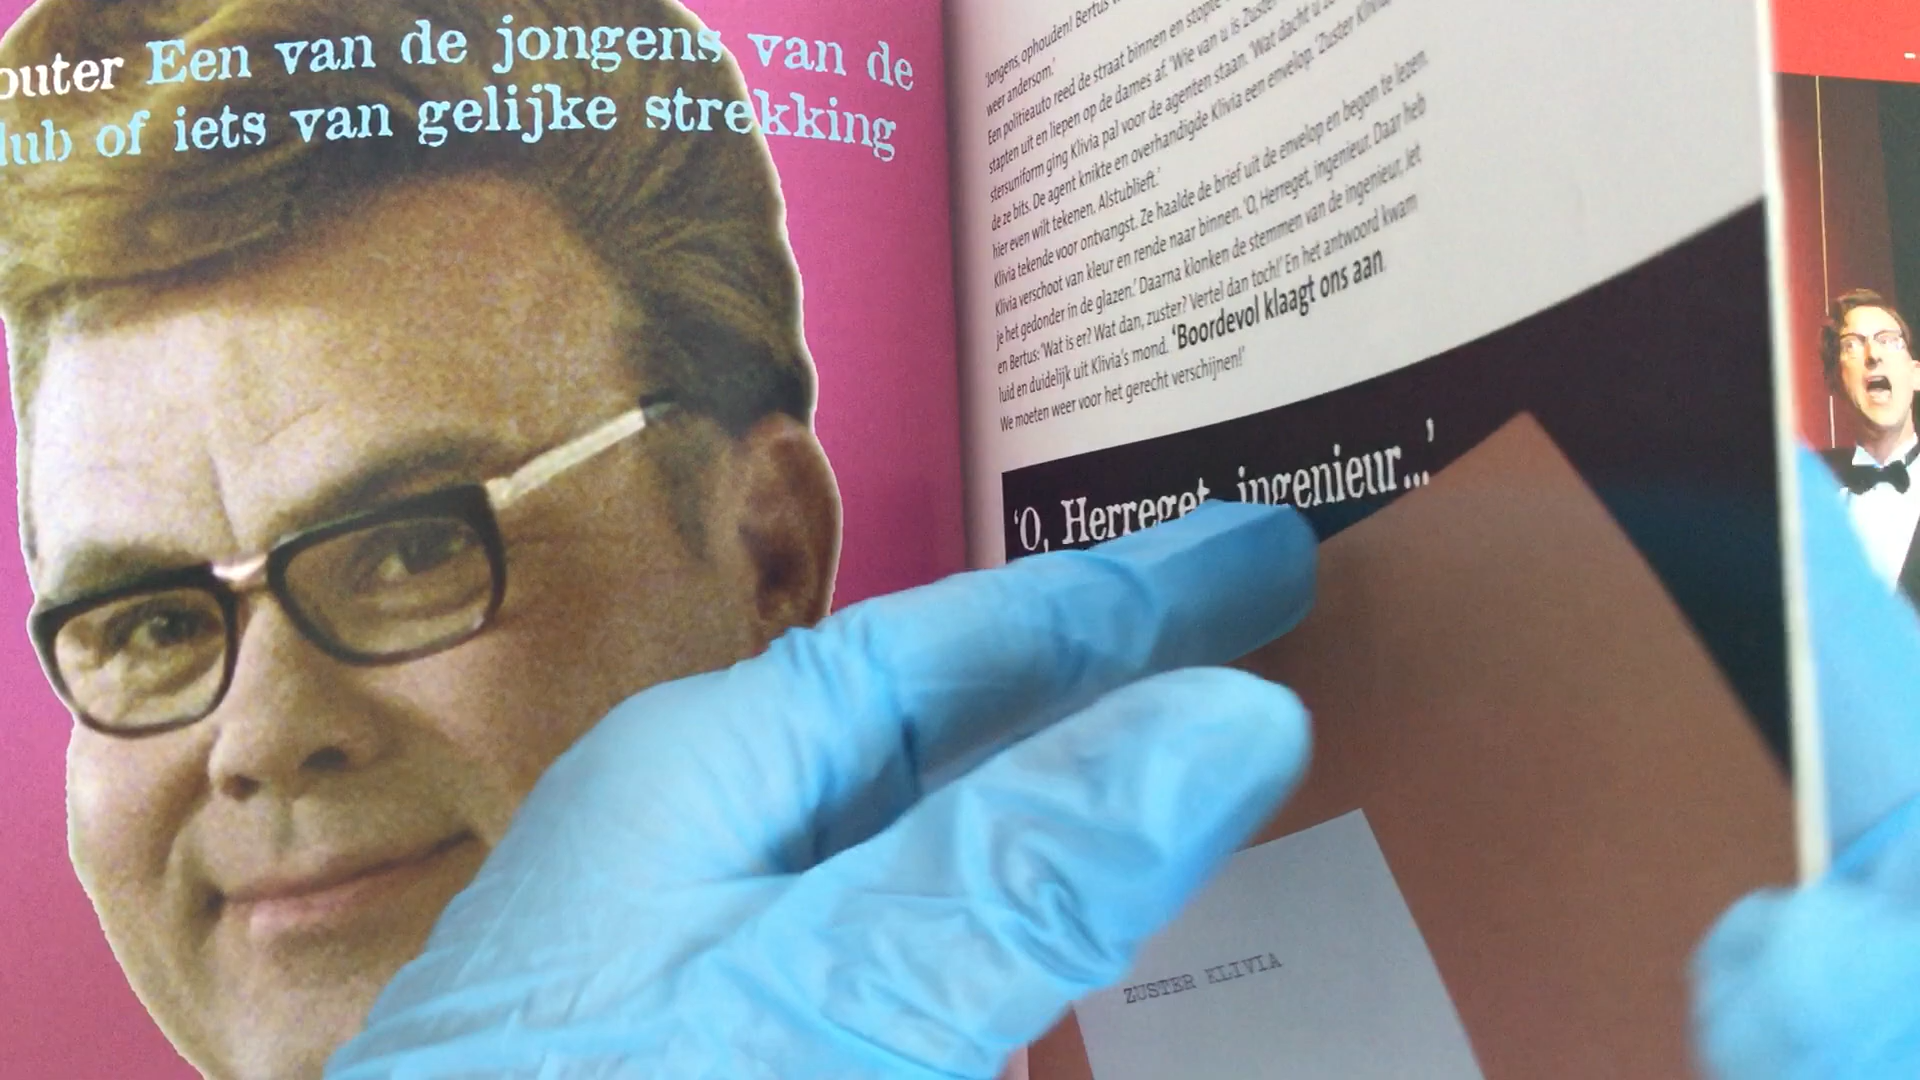 outer Een van de jongens van de
lub of iets van gelijke strekking
'Jongens, ophouden! Bertus
weer andersom.'
Een politieauto reed de straat binnen en stopte
stapten uit en liepen op de dames af. 'Wie van u is Zuster
stersuniform ging Klivia pal voor de agenten staan. 'Wat dacht u
de ze bits. De agent knikte en overhandigde Klivia een envelop. 'Zuster Klivia
hier even wilt tekenen. Alstublieft.'
Klivia tekende voor ontvangst. Ze haalde de brief uit de envelop en begon te lezen.
Klivia verschoot van kleur en rende naar binnen. 'O, Herreget, ingenieur. Daar heb
je het gedonder in de glazen.' Daarna klonken de stemmen van de ingenieur, Jet
en Bertus: 'Wat is er? Wat dan, zuster? Vertel dan toch!' En het antwoord kwam
luid en duidelijk uit Klivia's mond. 'Boordevol klaagt ons aan.
We moeten weer voor het gerecht verschijnen!'
'O, Herreget, ingenieur...'
ZUSTER KLIVIA